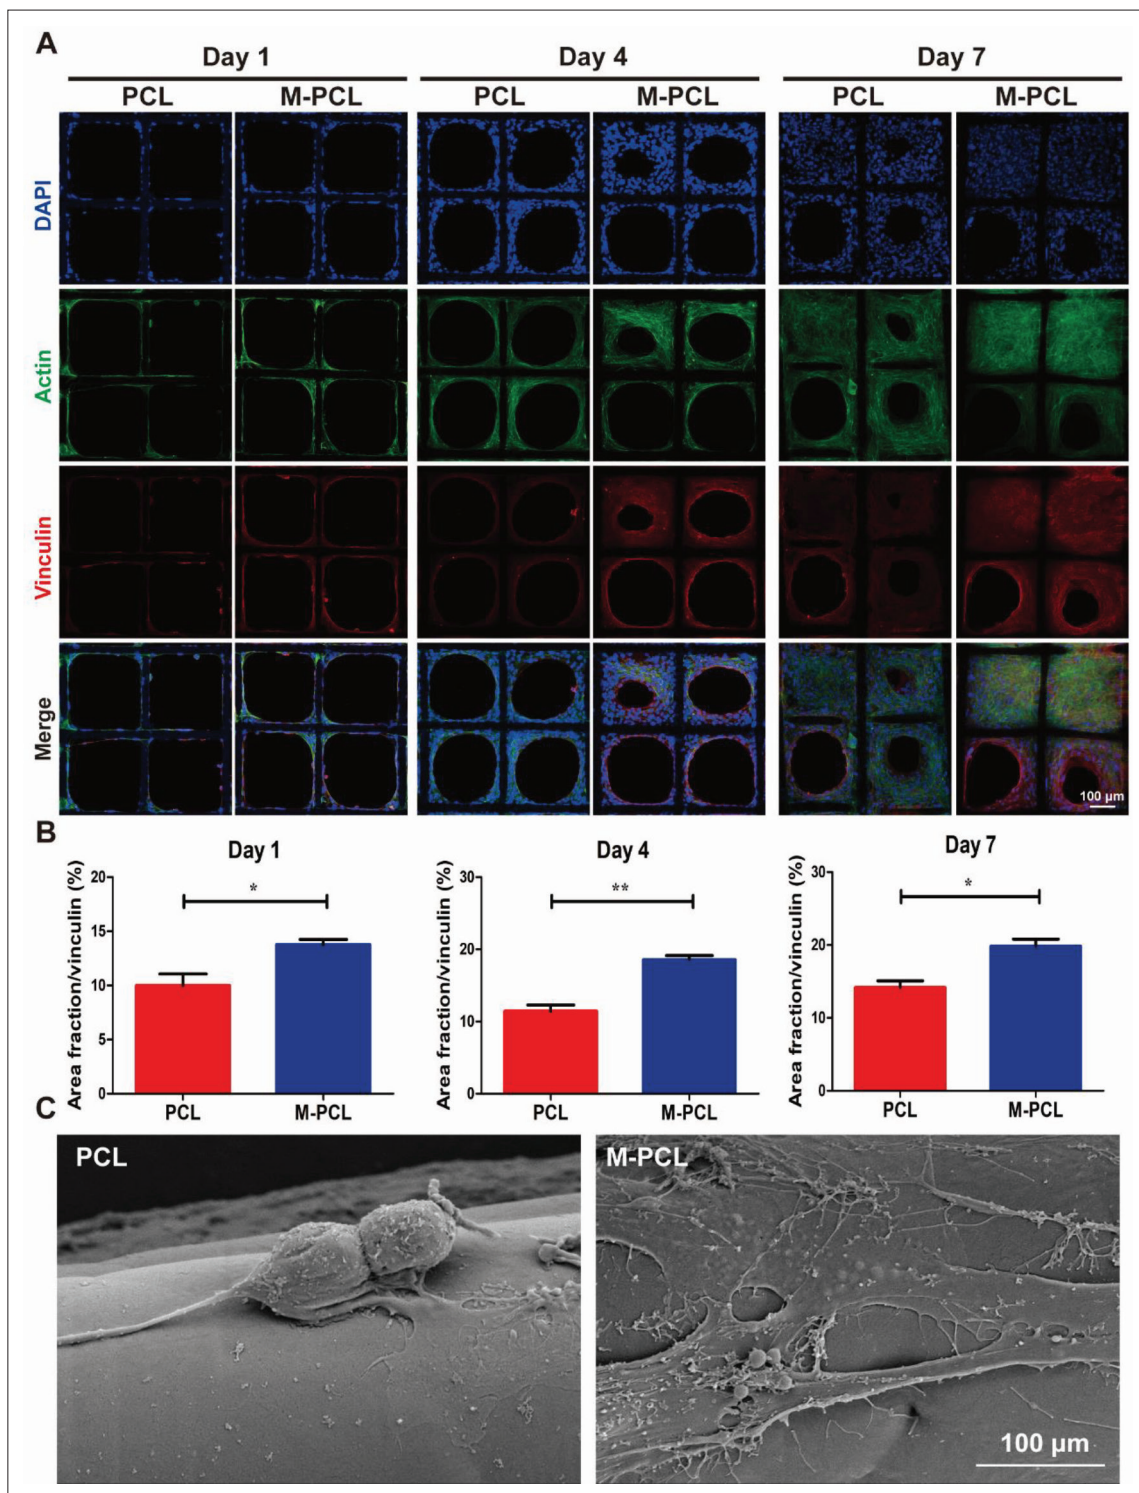 A
Day 1 Day 4 Day 7
PCL M-PCL PCL M-PCL PCL M-PCL
DAPI
Actin
Vinculin
Merge
100 µm
B
Day 1
Area fraction/vinculin (%)
20
15
10
5
0
*
PCL M-PCL
Day 4
Area fraction/vinculin (%)
30
20
10
0
**
PCL M-PCL
Day 7
Area fraction/vinculin (%)
30
20
10
0
*
PCL M-PCL
C
PCL
M-PCL
100 µm